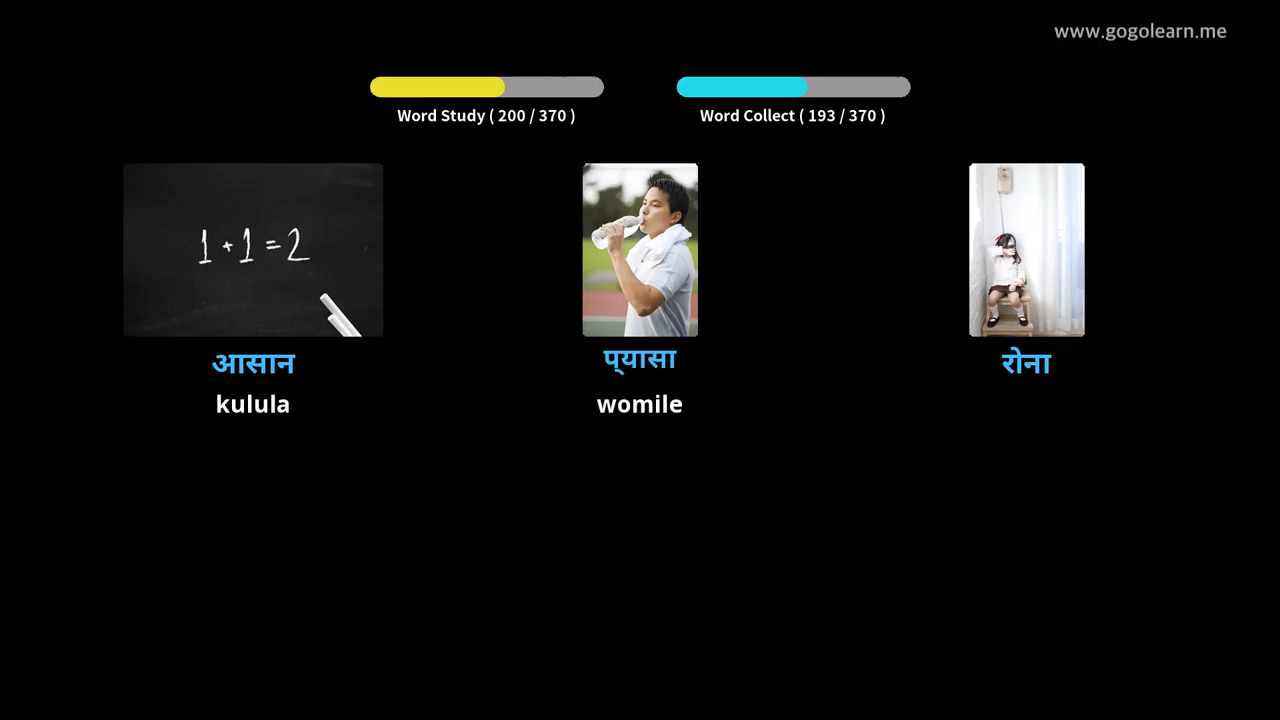 www.gogolearn.me
Word Study ( 200 / 370 )
Word Collect ( 193 / 370 )
1 + 1 = 2
आसान
प्यासा
रोना
kulula
womile